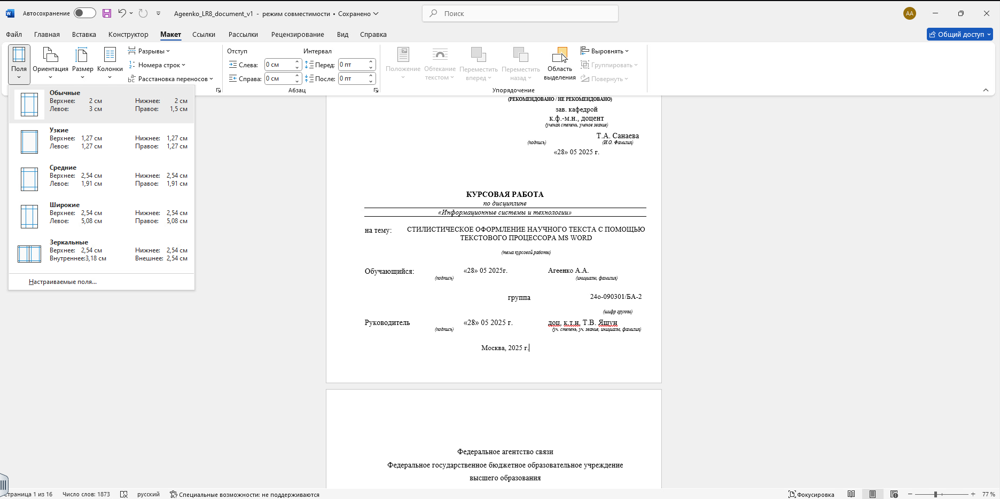 Автосохранение
Ageenko_LR8_document_v1 - режим совместимости • Сохранено
Поиск
АА
Файл Главная Вставка Конструктор Макет Ссылки Рассылки Рецензирование Вид Справка
Общий доступ
Поля
Ориентация
Размер
Колонки
Разрывы
Номера строк
Расстановка переносов
Отступ
Слева: 0 см
Справа: 0 см
Интервал
Перед: 0 пт
После: 0 пт
Абзац
Положение
Обтекание текстом
Переместить вперед
Переместить назад
Область выделения
Выровнять
Группировать
Повернуть
Упорядочение
Обычные
Верхнее: 2 см Нижнее: 2 см
Левое: 3 см Правое: 1,5 см
Узкие
Верхнее: 1,27 см Нижнее: 1,27 см
Левое: 1,27 см Правое: 1,27 см
Средние
Верхнее: 2,54 см Нижнее: 2,54 см
Левое: 1,91 см Правое: 1,91 см
Широкие
Верхнее: 2,54 см Нижнее: 2,54 см
Левое: 5,08 см Правое: 5,08 см
Зеркальные
Верхнее: 2,54 см Нижнее: 2,54 см
Внутреннее:3,18 см Внешнее: 2,54 см
Настраиваемые поля...
(РЕКОМЕНДОВАНО / НЕ РЕКОМЕНДОВАНО)
зав. кафедрой
к.ф.-м.н., доцент
(ученая степень, ученое звание)
Т.А. Санаева
(подпись) (И.О. Фамилия)
«28» 05 2025 г.
КУРСОВАЯ РАБОТА
по дисциплине
«Информационные системы и технологии»
на тему: СТИЛИСТИЧЕСКОЕ ОФОРМЛЕНИЕ НАУЧНОГО ТЕКСТА С ПОМОЩЬЮ
ТЕКСТОВОГО ПРОЦЕССОРА MS WORD
(тема курсовой работы)
Обучающийся: «28» 05 2025г. Агеенко А.А.
(подпись) (инициалы, фамилия)
группа 24о-090301/БА-2
(шифр группы)
Руководитель «28» 05 2025 г. доц. к.т.н. Т.В. Яшун
(подпись) (уч. степень, уч. звание, инициалы, фамилия)
Москва, 2025 г.
Федеральное агентство связи
Федеральное государственное бюджетное образовательное учреждение
высшего образования
страница 1 из 16 Число слов: 1873 русский Специальные возможности: не поддерживаются
Фокусировка 77 %